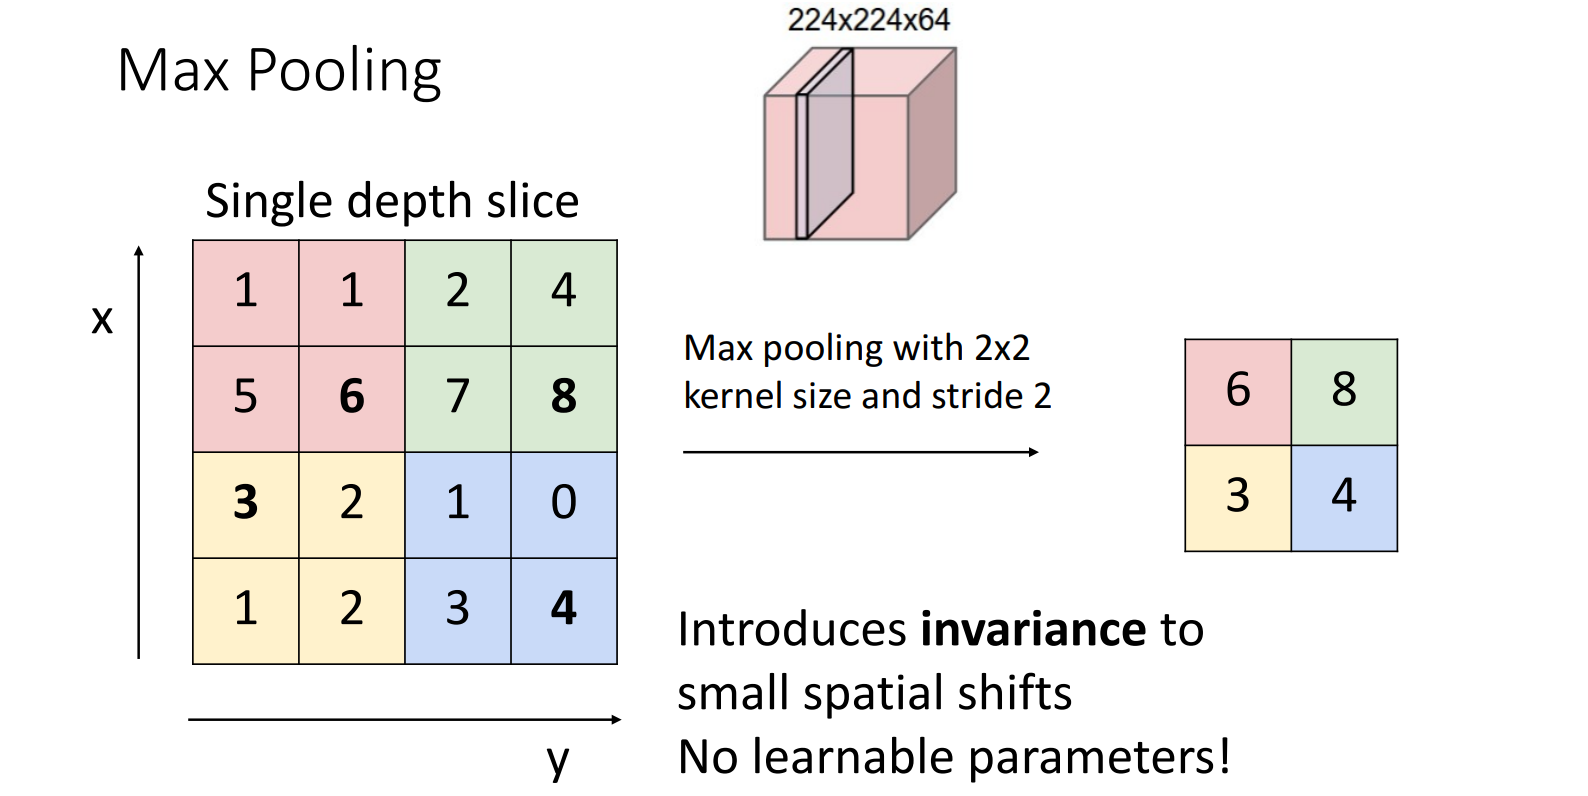 Max Pooling
224x224x64
Single depth slice
x
1 1 2 4
5 6 7 8
3 2 1 0
1 2 3 4
y
Max pooling with 2x2
kernel size and stride 2
6 8
3 4
Introduces invariance to
small spatial shifts
No learnable parameters!